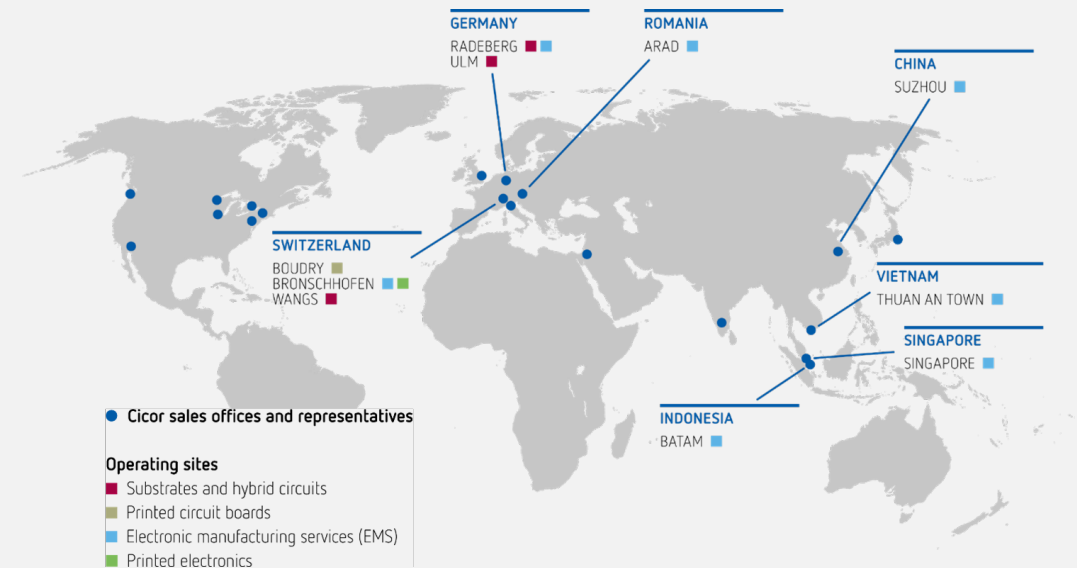 GERMANY
RADEBERG
ULM
ROMANIA
ARAD
CHINA
SUZHOU
SWITZERLAND
BOUDRY
BRONSCHHOFEN
WANGS
VIETNAM
THUAN AN TOWN
SINGAPORE
SINGAPORE
INDONESIA
BATAM
Cicor sales offices and representatives
Operating sites
Substrates and hybrid circuits
Printed circuit boards
Electronic manufacturing services (EMS)
Printed electronics